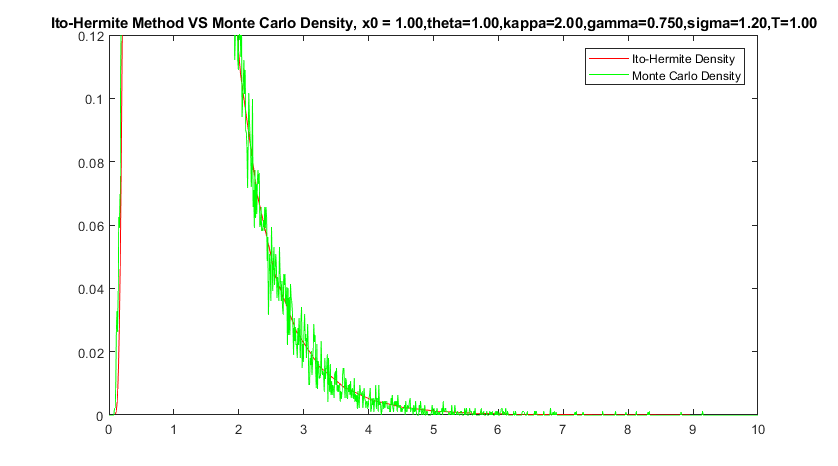 Ito-Hermite Method VS Monte Carlo Density, x0 = 1.00,theta=1.00,kappa=2.00,gamma=0.750,sigma=1.20,T=1.00
0.12
Ito-Hermite Density
Monte Carlo Density
0.1
0.08
0.06
0.04
0.02
0
0 1 2 3 4 5 6 7 8 9 10